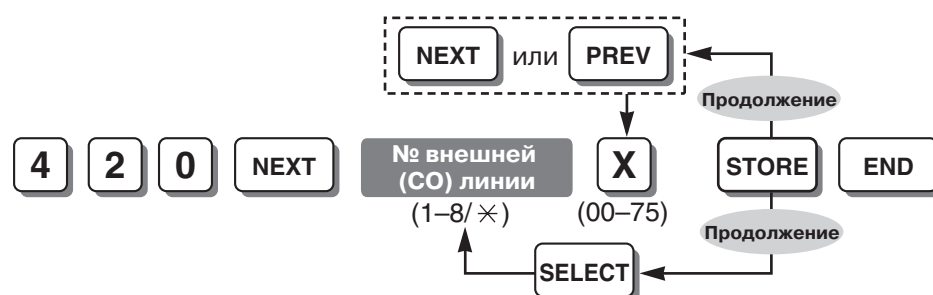 NEXT или PREV
Продолжение
4 2 0 NEXT № внешней (CO) линии X STORE END
(1–8/✳) (00–75)
Продолжение
SELECT